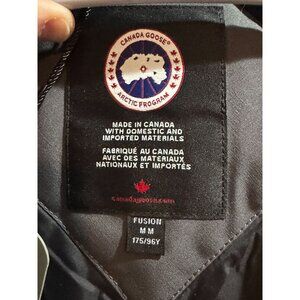 CANADA GOOSE®
ARCTIC PROGRAM
MADE IN CANADA
WITH DOMESTIC AND
IMPORTED MATERIALS
FABRIQUÉ AU CANADA
AVEC DES MATÉRIAUX
NATIONAUX ET IMPORTÉS
canadagoose.com
FUSION
M M
175/96Y